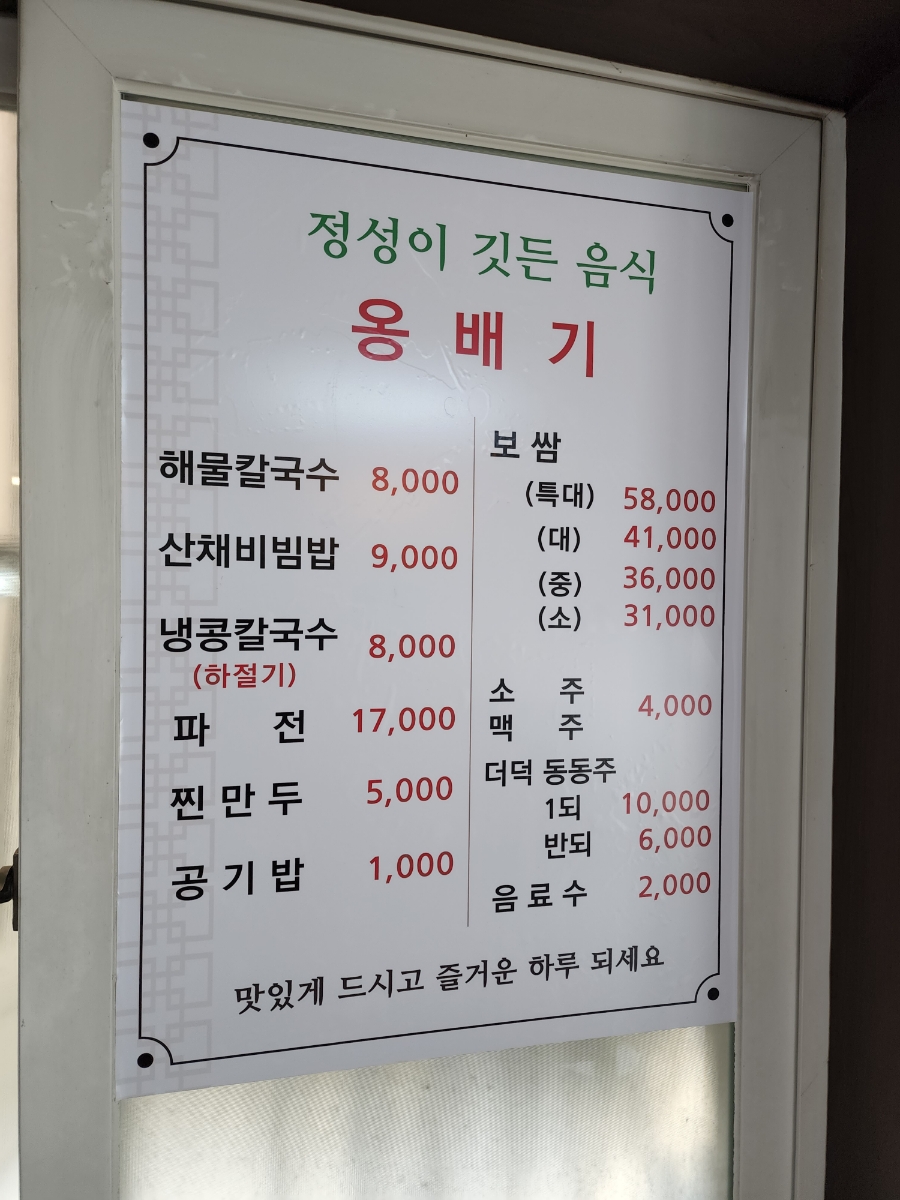 정성이 깃든 음식
옹 배 기
해물칼국수 8,000
산채비빔밥 9,000
냉콩칼국수 8,000
(하절기)
파 전 17,000
찐 만 두 5,000
공 기 밥 1,000
보 쌈
(특대) 58,000
(대) 41,000
(중) 36,000
(소) 31,000
소 주
맥 주 4,000
더덕 동동주
1되 10,000
반되 6,000
음 료 수 2,000
맛있게 드시고 즐거운 하루 되세요